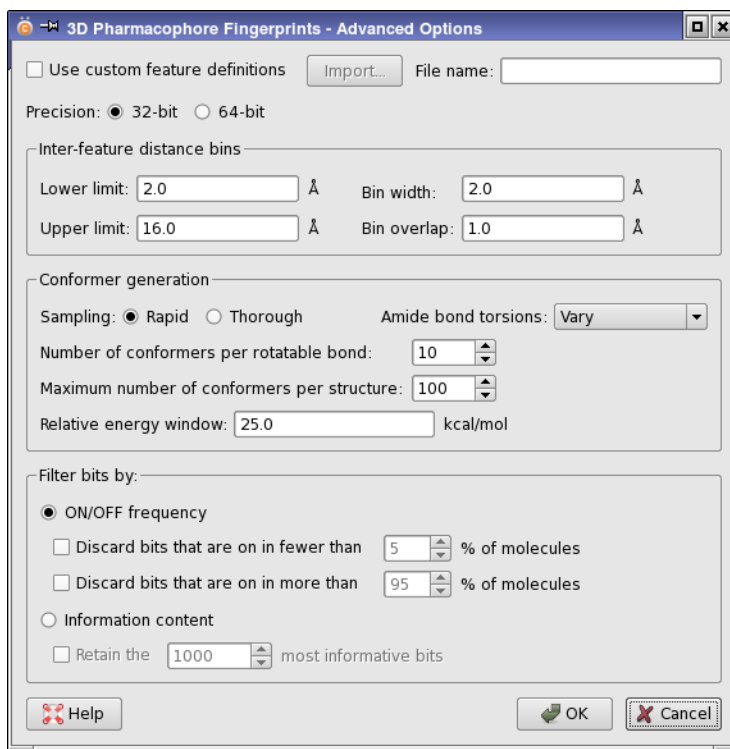 3D Pharmacophore Fingerprints - Advanced Options
Use custom feature definitions Import... File name:
Precision: 32-bit 64-bit
Inter-feature distance bins
Lower limit: 2.0 Å Bin width: 2.0 Å
Upper limit: 16.0 Å Bin overlap: 1.0 Å
Conformer generation
Sampling: Rapid Thorough Amide bond torsions: Vary
Number of conformers per rotatable bond: 10
Maximum number of conformers per structure: 100
Relative energy window: 25.0 kcal/mol
Filter bits by:
ON/OFF frequency
Discard bits that are on in fewer than 5 % of molecules
Discard bits that are on in more than 95 % of molecules
Information content
Retain the 1000 most informative bits
Help OK Cancel